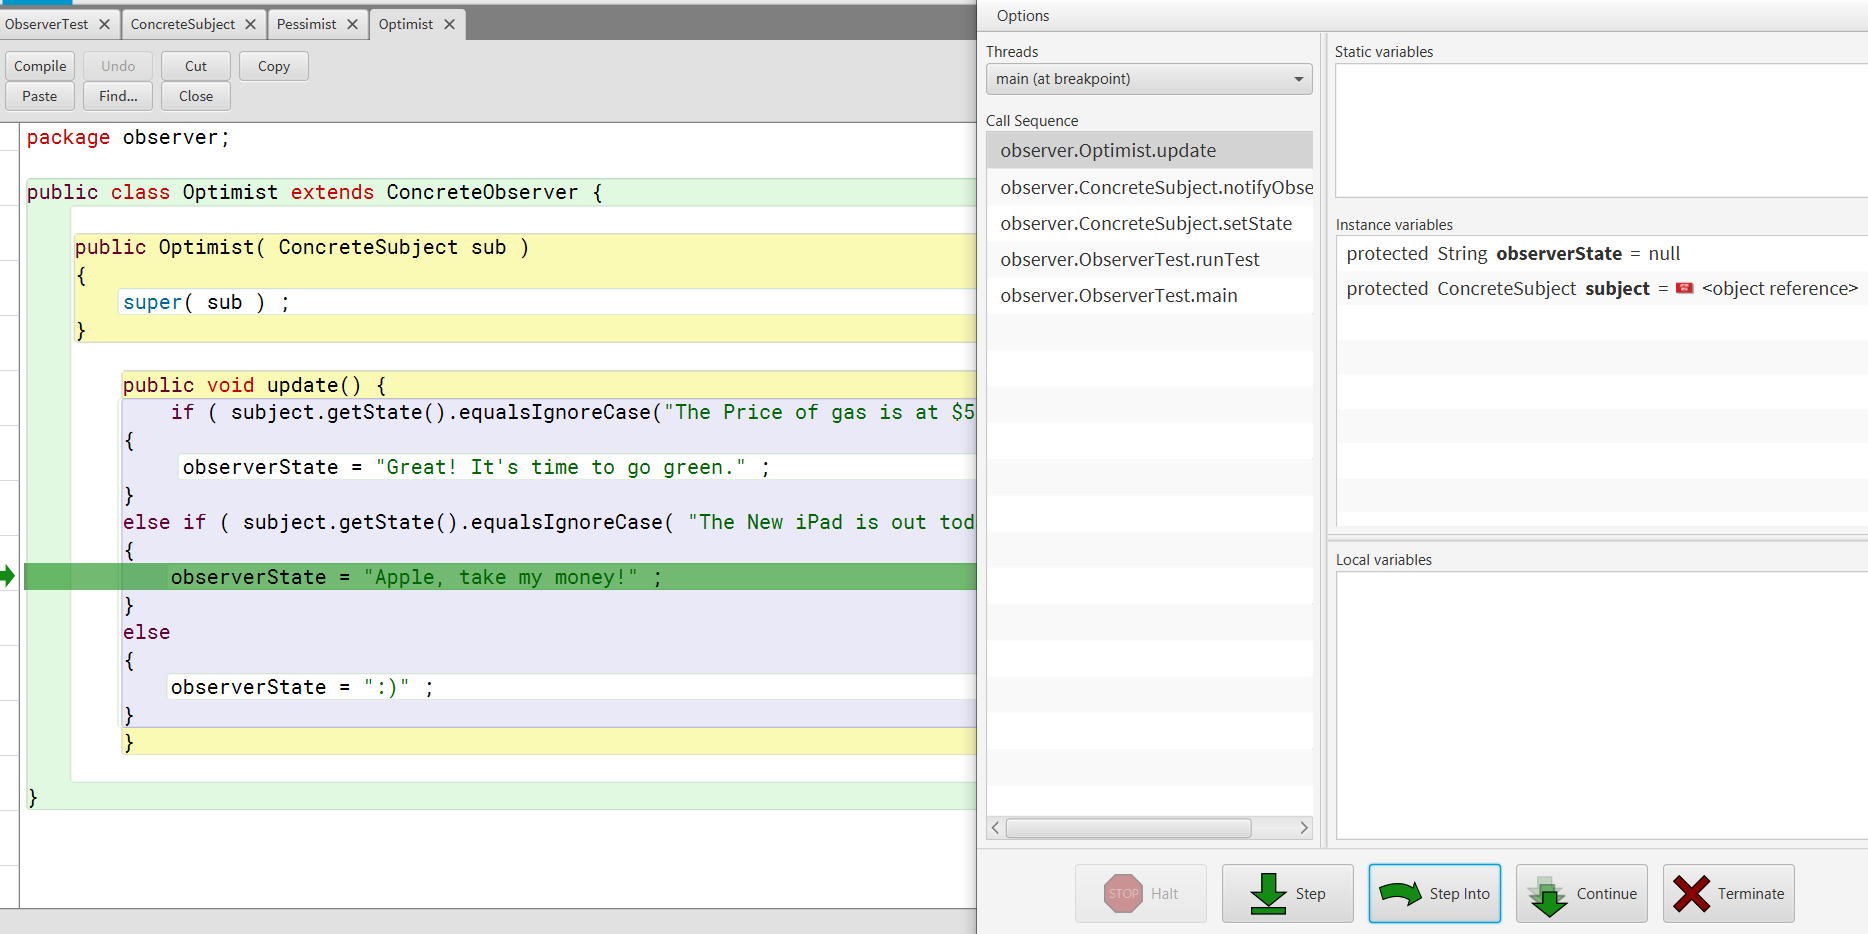 ObserverTest
ConcreteSubject
Pessimist
Optimist
Compile
Undo
Cut
Copy
Paste
Find...
Close
package observer;
public class Optimist extends ConcreteObserver {
public Optimist( ConcreteSubject sub )
{
super( sub ) ;
}
public void update() {
if ( subject.getState().equalsIgnoreCase("The Price of gas is at $5
{
observerState = "Great! It's time to go green." ;
}
else if ( subject.getState().equalsIgnoreCase( "The New iPad is out tod
{
observerState = "Apple, take my money!" ;
}
else
{
observerState = ":)" ;
}
}
}
Options
Threads
main (at breakpoint)
Call Sequence
observer.Optimist.update
observer.ConcreteSubject.notifyObse
observer.ConcreteSubject.setState
observer.ObserverTest.runTest
observer.ObserverTest.main
Static variables
Instance variables
protected String observerState = null
protected ConcreteSubject subject = <object reference>
Local variables
STOP Halt
Step
Step Into
Continue
Terminate